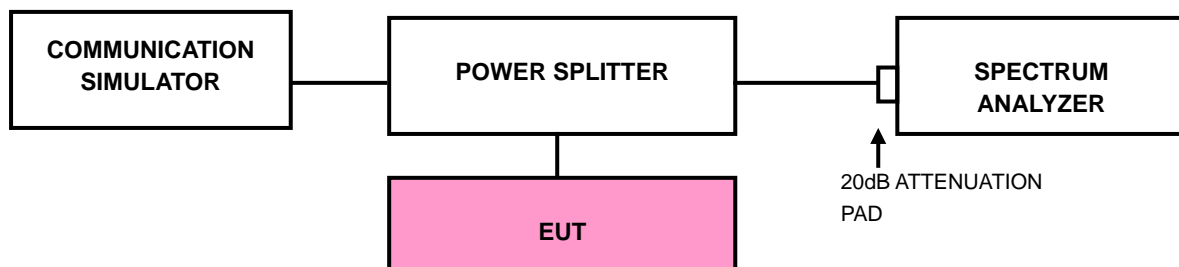 COMMUNICATION
SIMULATOR
POWER SPLITTER
SPECTRUM
ANALYZER
20dB ATTENUATION
PAD
EUT